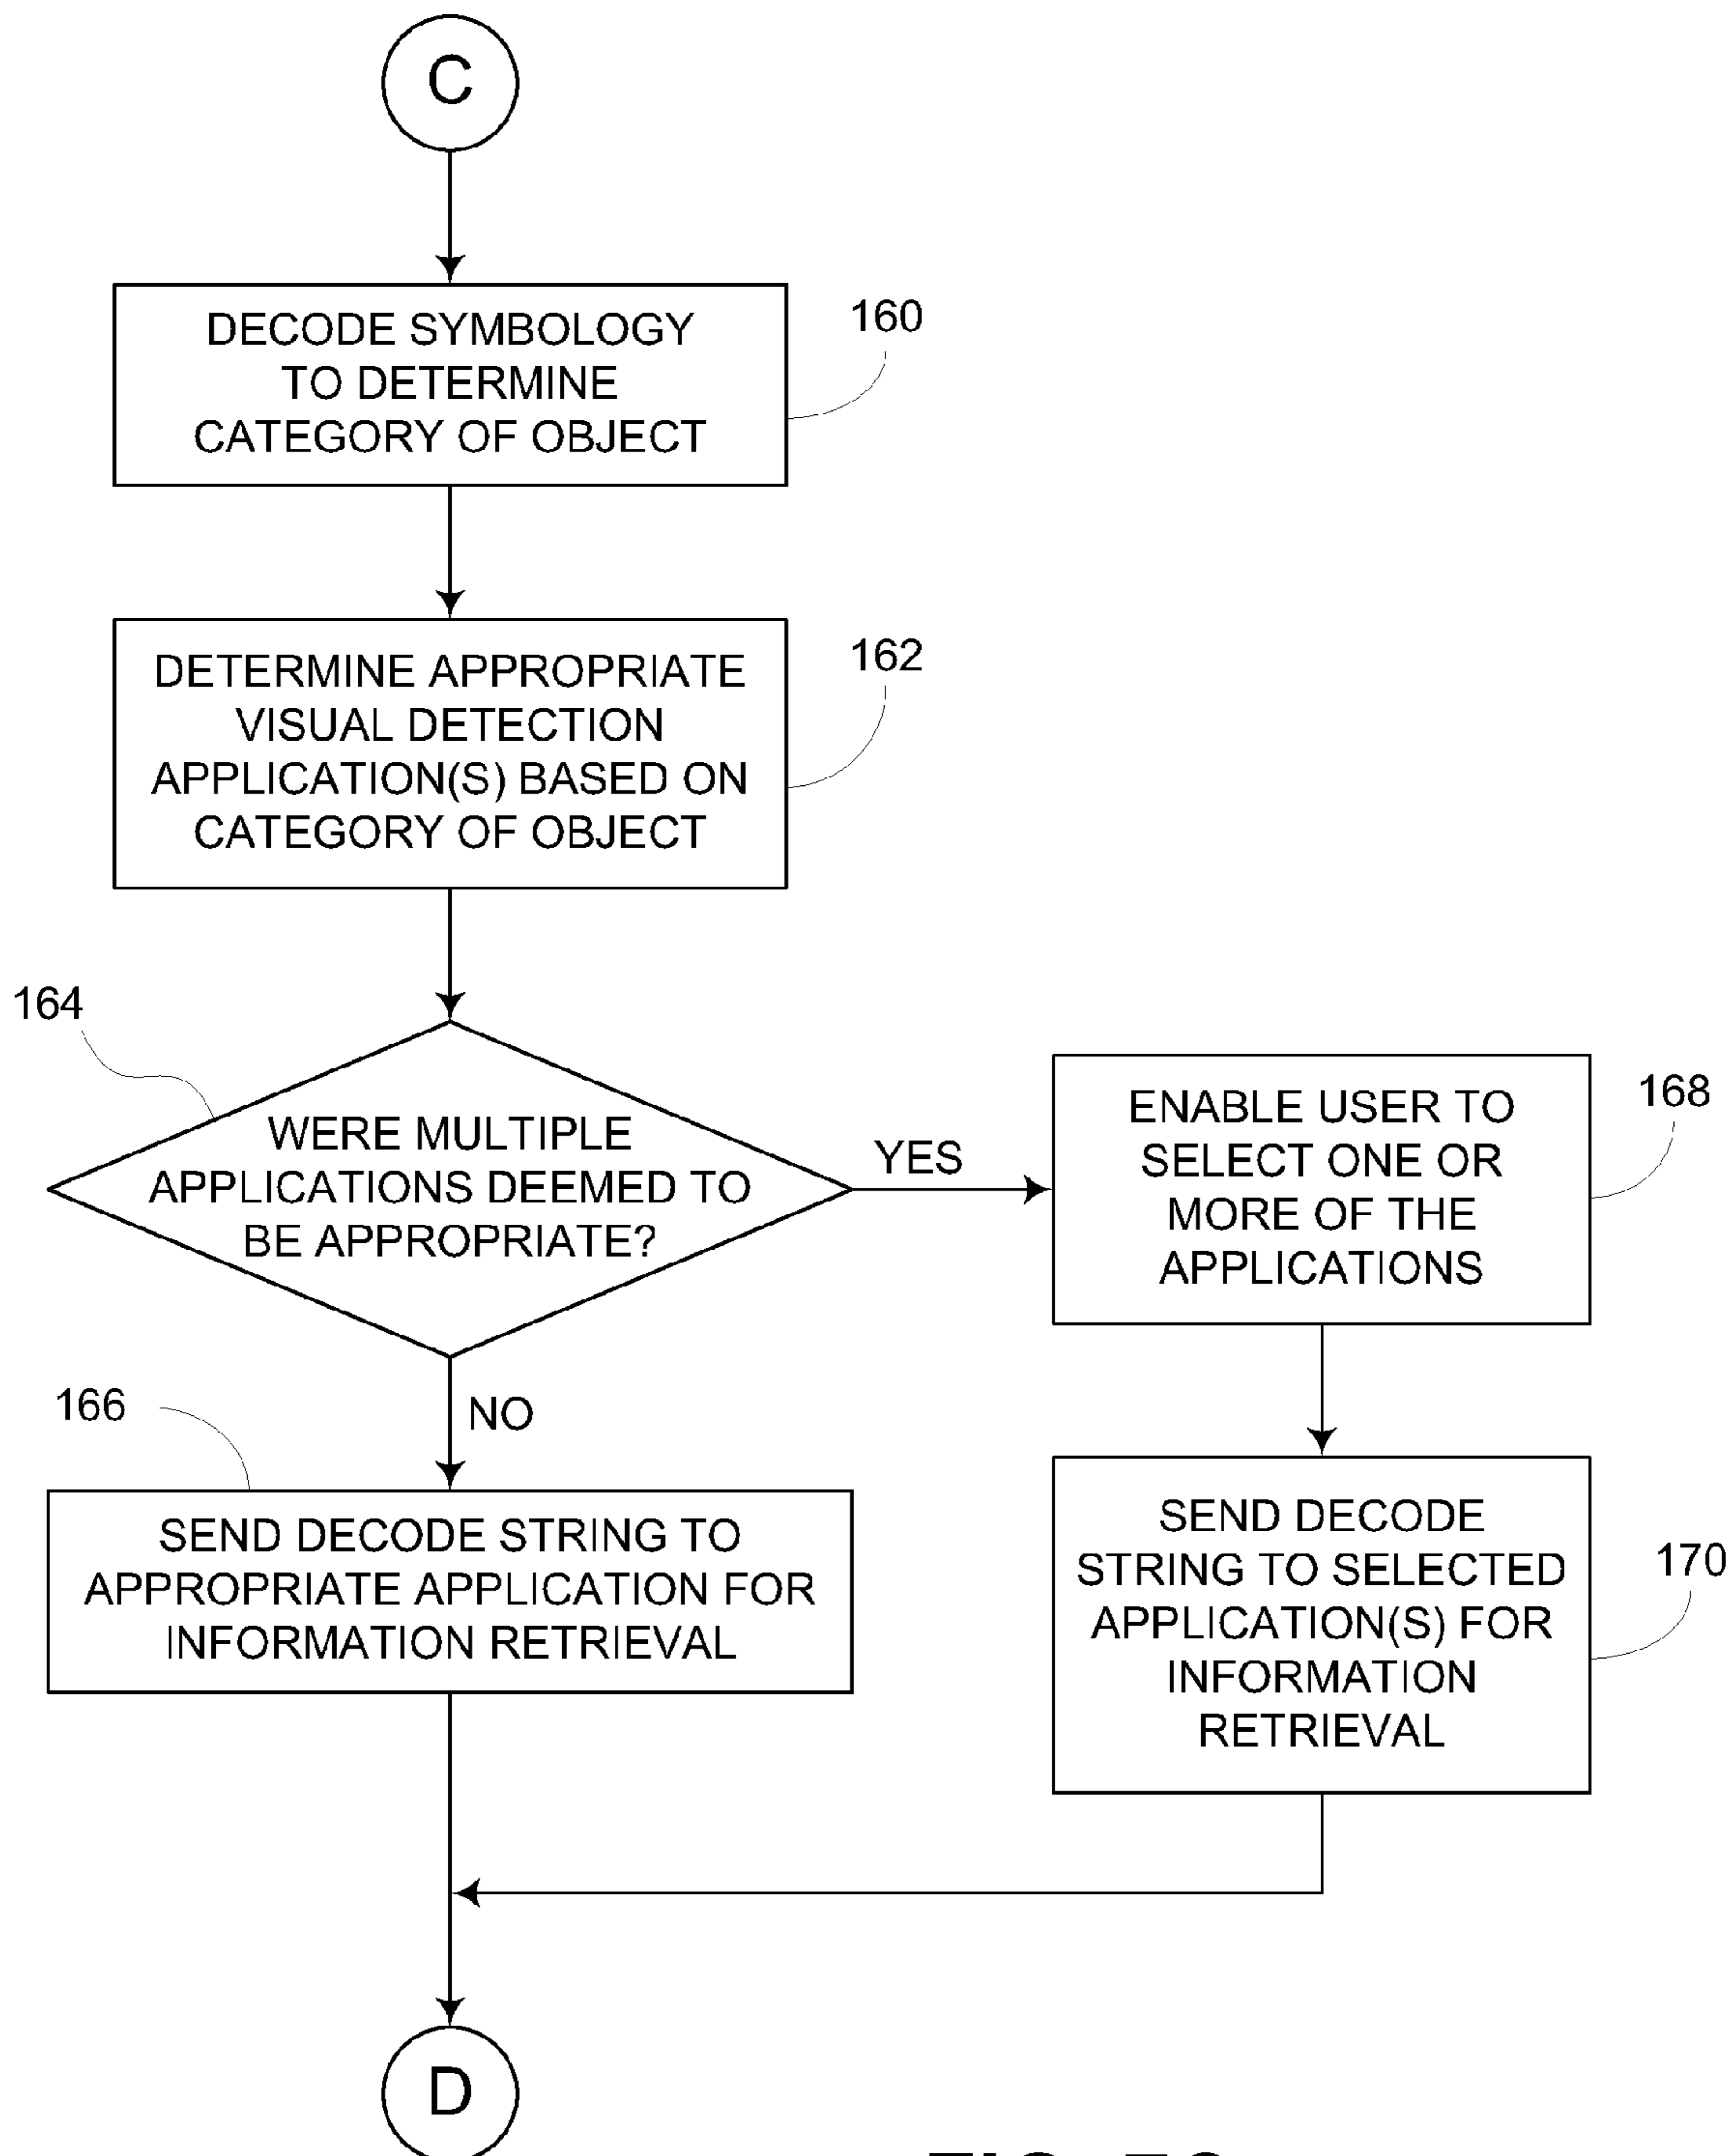 C
DECODE SYMBOLOGY
TO DETERMINE
CATEGORY OF OBJECT
160
DETERMINE APPROPRIATE
VISUAL DETECTION
APPLICATION(S) BASED ON
CATEGORY OF OBJECT
162
164
WERE MULTIPLE
APPLICATIONS DEEMED TO
BE APPROPRIATE?
YES
ENABLE USER TO
SELECT ONE OR
MORE OF THE
APPLICATIONS
168
NO
166
SEND DECODE STRING TO
APPROPRIATE APPLICATION FOR
INFORMATION RETRIEVAL
SEND DECODE
STRING TO SELECTED
APPLICATION(S) FOR
INFORMATION
RETRIEVAL
170
D